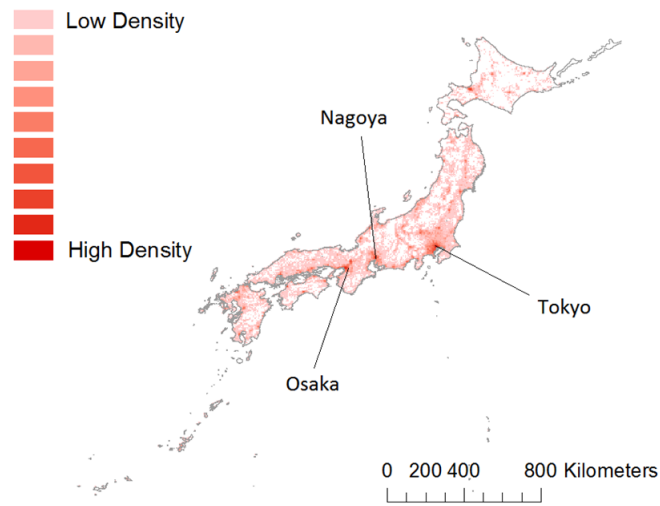 Low Density
High Density
Nagoya
Tokyo
Osaka
0 200 400 800 Kilometers